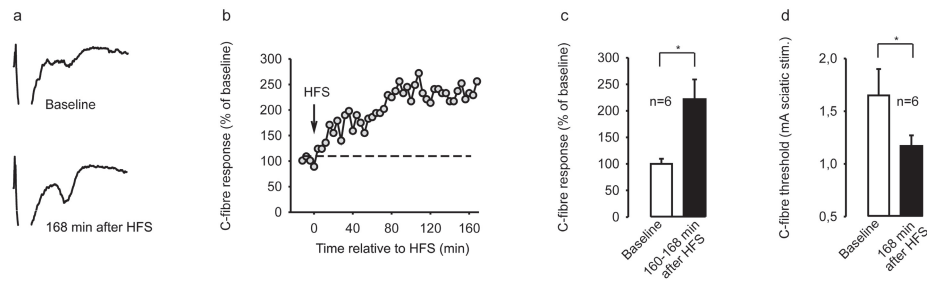 a
Baseline
168 min after HFS
b
C-fibre response (% of baseline)
300
250
200
150
100
50
0
HFS
0
40
80
120
160
Time relative to HFS (min)
c
C-fibre response (% of baseline)
300
250
200
150
100
50
0
*
n=6
Baseline
160-168 min
after HFS
d
C-fibre threshold (mA sciatic stim.)
2,0
1,5
1,0
0,5
*
n=6
Baseline
168 min
after HFS